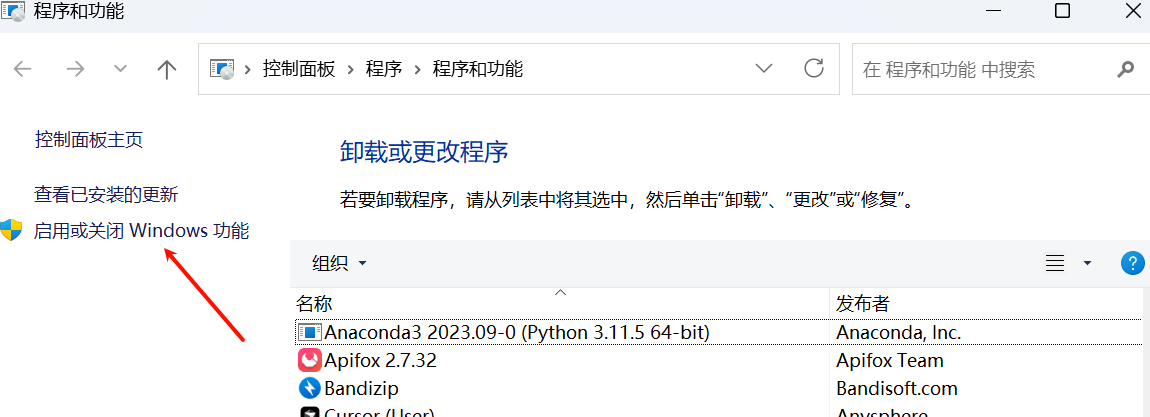 程序和功能
控制面板 › 程序 › 程序和功能
在 程序和功能 中搜索
控制面板主页
查看已安装的更新
启用或关闭 Windows 功能
卸载或更改程序
若要卸载程序，请从列表中将其选中，然后单击“卸载”、“更改”或“修复”。
组织
?
名称 发布者
Anaconda3 2023.09-0 (Python 3.11.5 64-bit) Anaconda, Inc.
Apifox 2.7.32 Apifox Team
Bandizip Bandisoft.com
Cursor (User) Anysphere